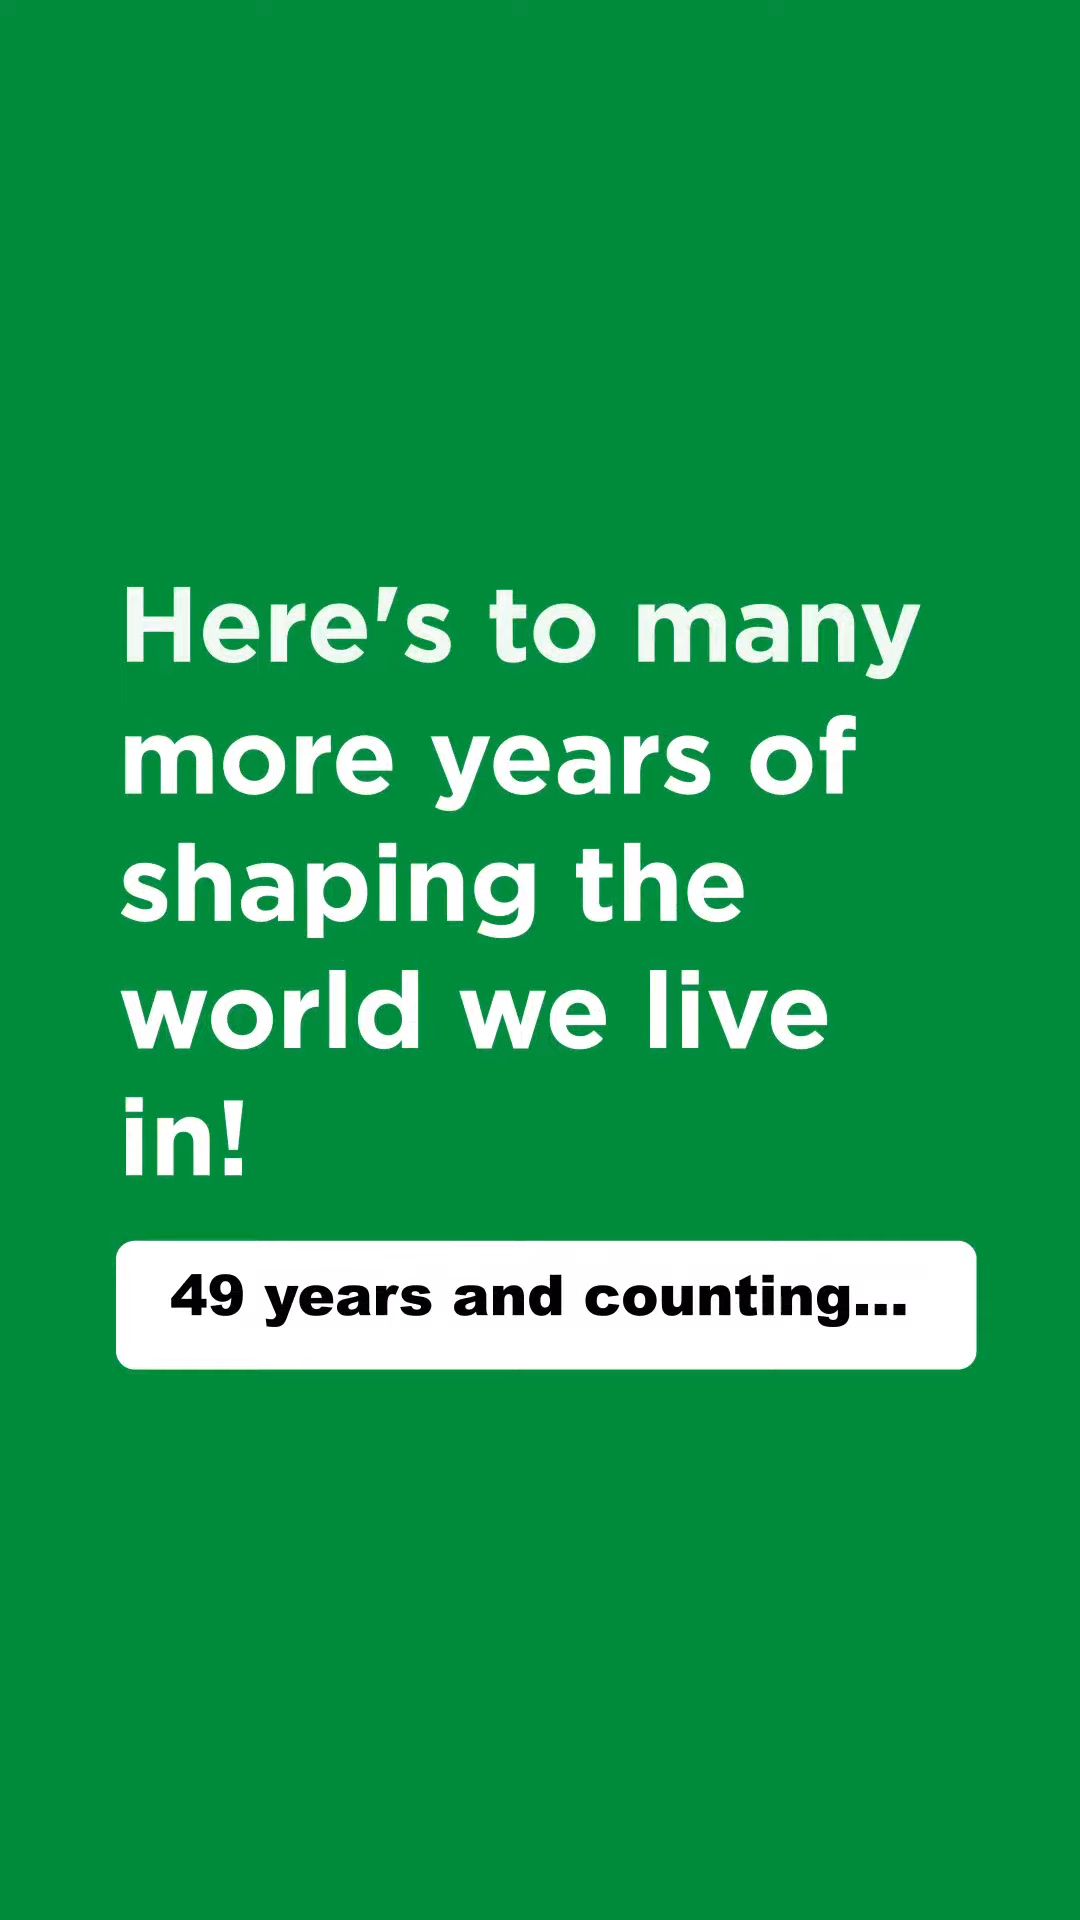 Here's to many
more years of
shaping the
world we live
in!
49 years and counting...